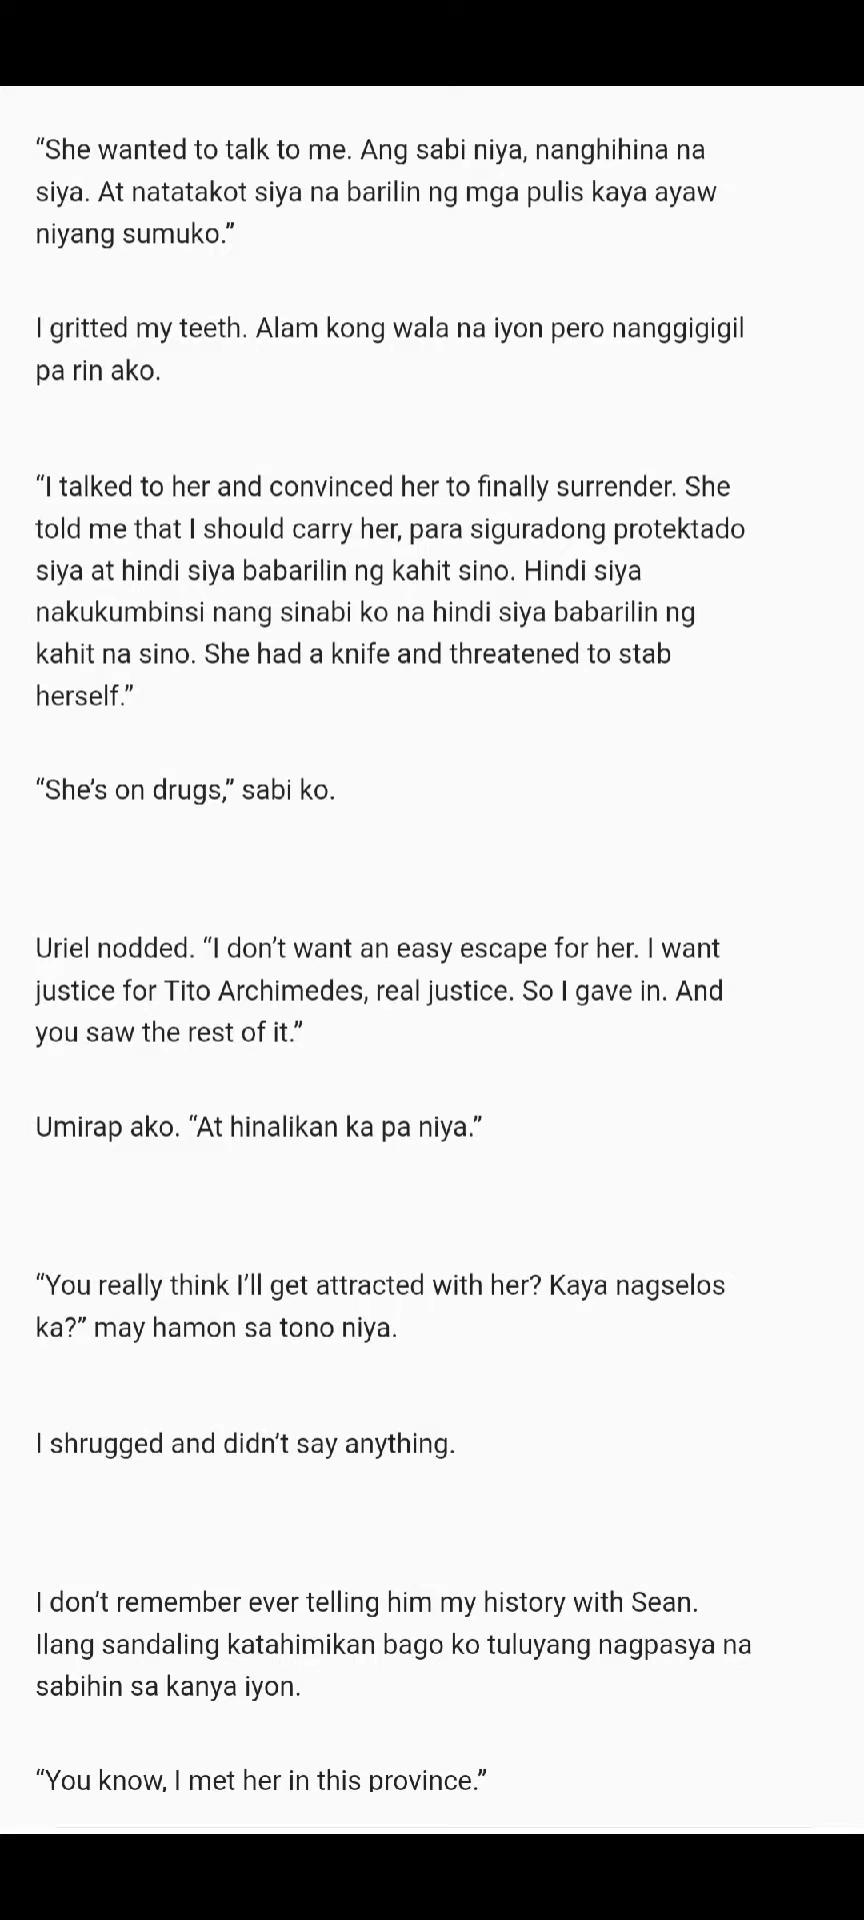 “She wanted to talk to me. Ang sabi niya, nanghihina na
siya. At natatakot siya na barilin ng mga pulis kaya ayaw
niyang sumuko.”
I gritted my teeth. Alam kong wala na iyon pero nanggigigil
pa rin ako.
“I talked to her and convinced her to finally surrender. She
told me that I should carry her, para siguradong protektado
siya at hindi siya babarilin ng kahit sino. Hindi siya
nakukumbinsi nang sinabi ko na hindi siya babarilin ng
kahit na sino. She had a knife and threatened to stab
herself.”
“She’s on drugs,” sabi ko.
Uriel nodded. “I don’t want an easy escape for her. I want
justice for Tito Archimedes, real justice. So I gave in. And
you saw the rest of it.”
Umirap ako. “At hinalikan ka pa niya.”
“You really think I’ll get attracted with her? Kaya nagselos
ka?” may hamon sa tono niya.
I shrugged and didn’t say anything.
I don’t remember ever telling him my history with Sean.
Ilang sandaling katahimikan bago ko tuluyang nagpasya na
sabihin sa kanya iyon.
“You know, I met her in this province.”